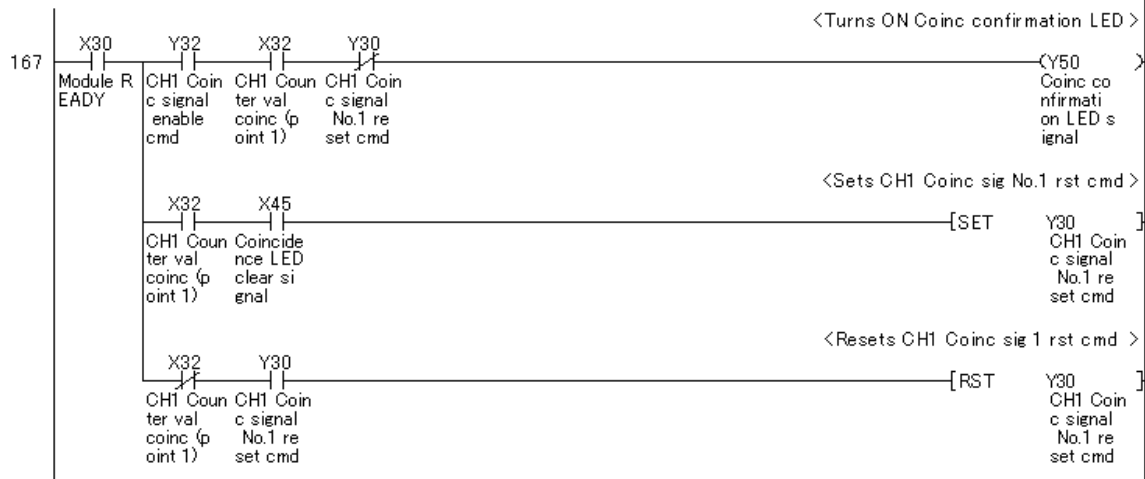 <Turns ON Coinc confirmation LED >
X30 Y32 X32 Y30
167 (Y50 )
Module R CH1 Coin CH1 Coun CH1 Coin Coinc co
EADY c signal ter val c signal nfirmati
enable coinc (p No.1 re on LED s
cmd oint 1) set cmd ignal
<Sets CH1 Coinc sig No.1 rst cmd >
X32 X45
[SET Y30 ]
CH1 Coun Coincide CH1 Coin
ter val nce LED c signal
coinc (p clear si No.1 re
oint 1) gnal set cmd
<Resets CH1 Coinc sig 1 rst cmd >
X32 Y30
[RST Y30 ]
CH1 Coun CH1 Coin CH1 Coin
ter val c signal c signal
coinc (p No.1 re No.1 re
oint 1) set cmd set cmd